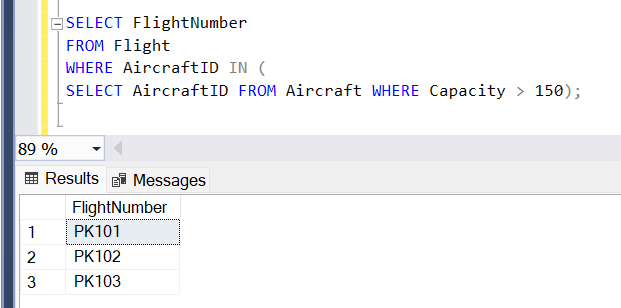 SELECT FlightNumber
FROM Flight
WHERE AircraftID IN (
SELECT AircraftID FROM Aircraft WHERE Capacity > 150);
89 %
Results Messages
FlightNumber
1 PK101
2 PK102
3 PK103